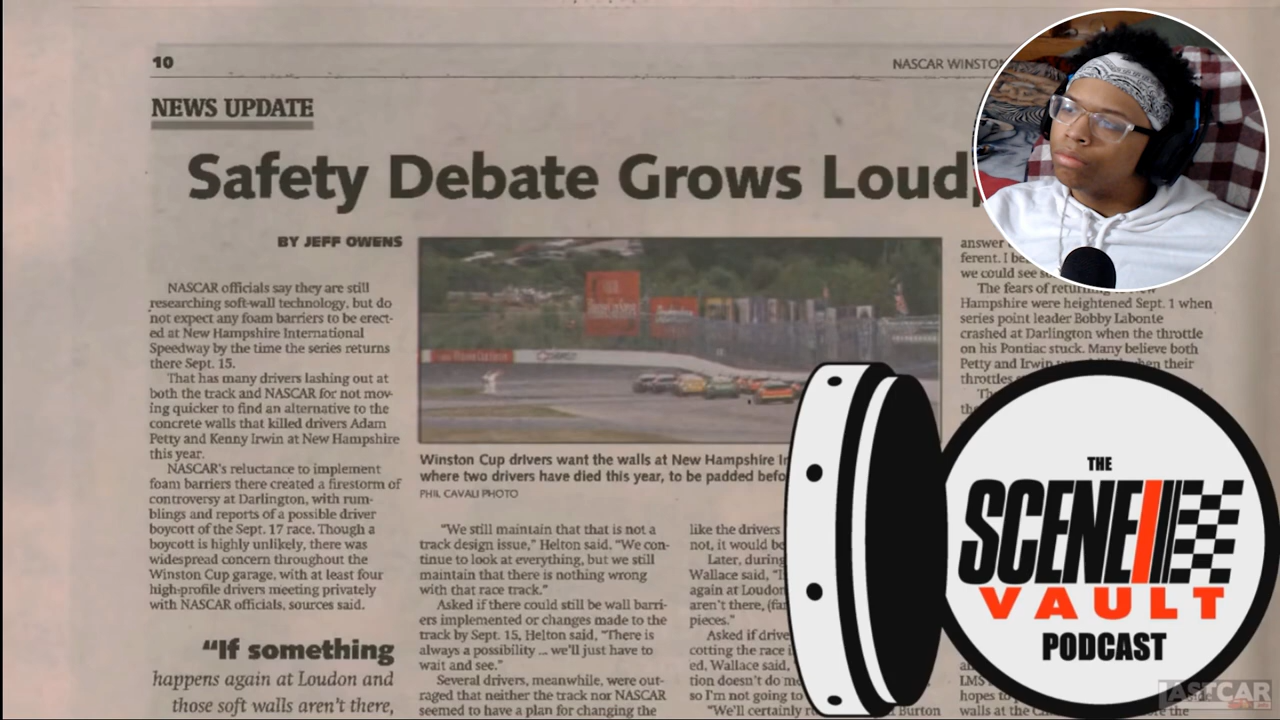 10
NASCAR WINSTON
NEWS UPDATE
Safety Debate Grows Loud,
BY JEFF OWENS
NASCAR officials say they are still
researching soft-wall technology, but do
not expect any foam barriers to be erect-
ed at New Hampshire International
Speedway by the time the series returns
there Sept. 15.
That has many drivers lashing out at
both the track and NASCAR for not mov-
ing quicker to find an alternative to the
concrete walls that killed drivers Adam
Petty and Kenny Irwin at New Hampshire
this year.
NASCAR's reluctance to implement
foam barriers there created a firestorm of
controversy at Darlington, with rum-
blings and reports of a possible driver
boycott of the Sept. 17 race. Though a
boycott is highly unlikely, there was
widespread concern throughout the
Winston Cup garage, with at least four
high-profile drivers meeting privately
with NASCAR officials, sources said.
“If something
happens again at Loudon and
those soft walls aren't there,
Winston Cup drivers want the walls at New Hampshire
where two drivers have died this year, to be padded
PHIL CAVALI PHOTO
"We still maintain that that is not a
track design issue," Helton said. "We con-
tinue to look at everything, but we still
maintain that there is nothing wrong
with that race track."
Asked if there could still be wall barri-
ers implemented or changes made to the
track by Sept. 15, Helton said, "There is
always a possibility ... we'll just have to
wait and see."
Several drivers, meanwhile, were out-
raged that neither the track nor NASCAR
seemed to have a plan for changing the
like the drivers
not, it would be
Later, during
Wallace said,
again at Loudon
aren't there,
pieces."
Asked if drive
cotting the race
ed, Wallace said,
tion doesn't do
so I'm not going to
"We'll certainly
Burton
answer
ferent. I
we could see
The fears of
Hampshire were heightened Sept. 1 when
series point leader Bobby Labonte
crashed at Darlington when the throttle
on his Pontiac stuck. Many believe both
Petty and Irwin when their
throttles
LMS
hopes to
walls at the
THE
SCENE
VAULT
PODCAST
LASTCAR